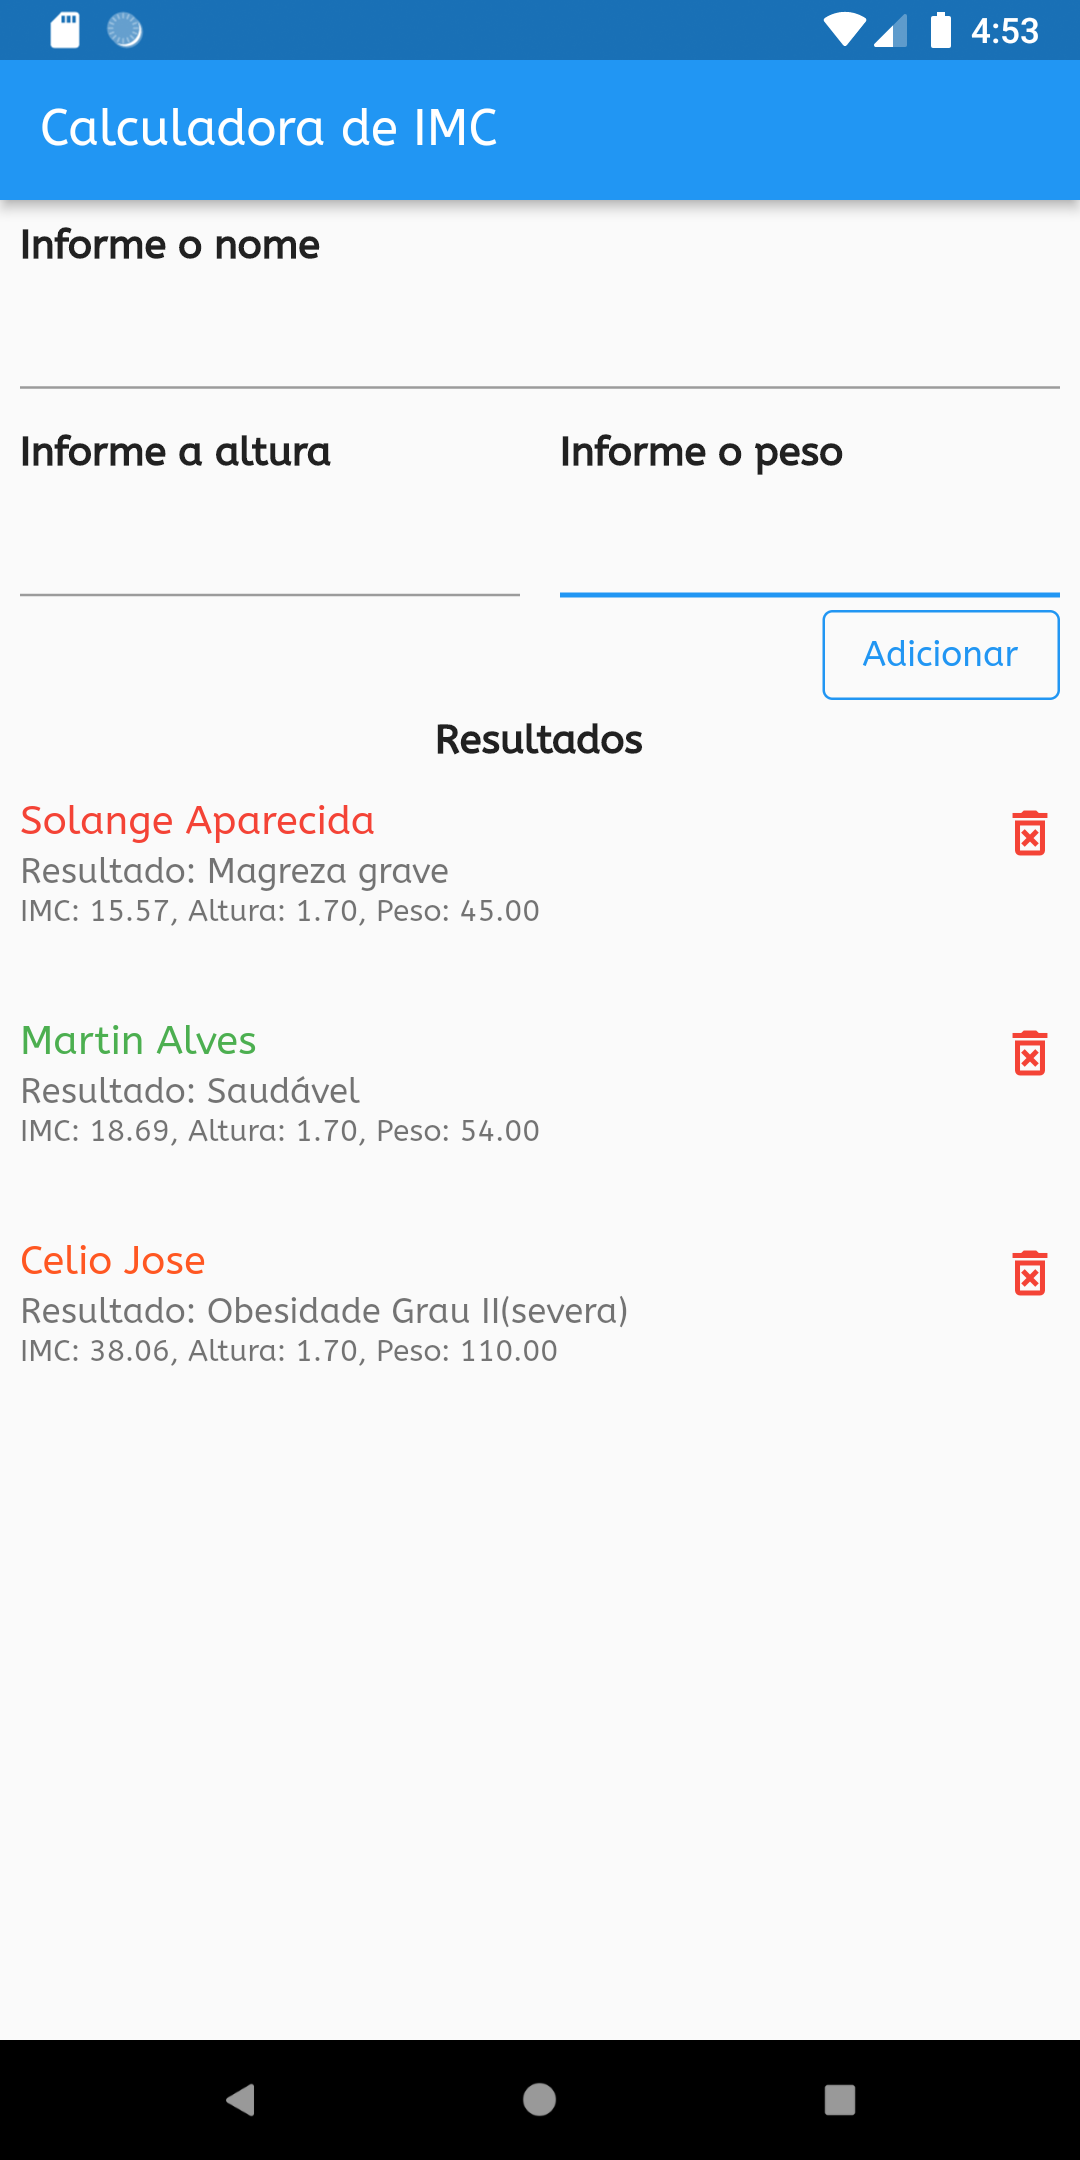 4:53
Calculadora de IMC
Informe o nome
Informe a altura
Informe o peso
Adicionar
Resultados
Solange Aparecida
Resultado: Magreza grave
IMC: 15.57, Altura: 1.70, Peso: 45.00
Martin Alves
Resultado: Saudável
IMC: 18.69, Altura: 1.70, Peso: 54.00
Celio Jose
Resultado: Obesidade Grau II(severa)
IMC: 38.06, Altura: 1.70, Peso: 110.00